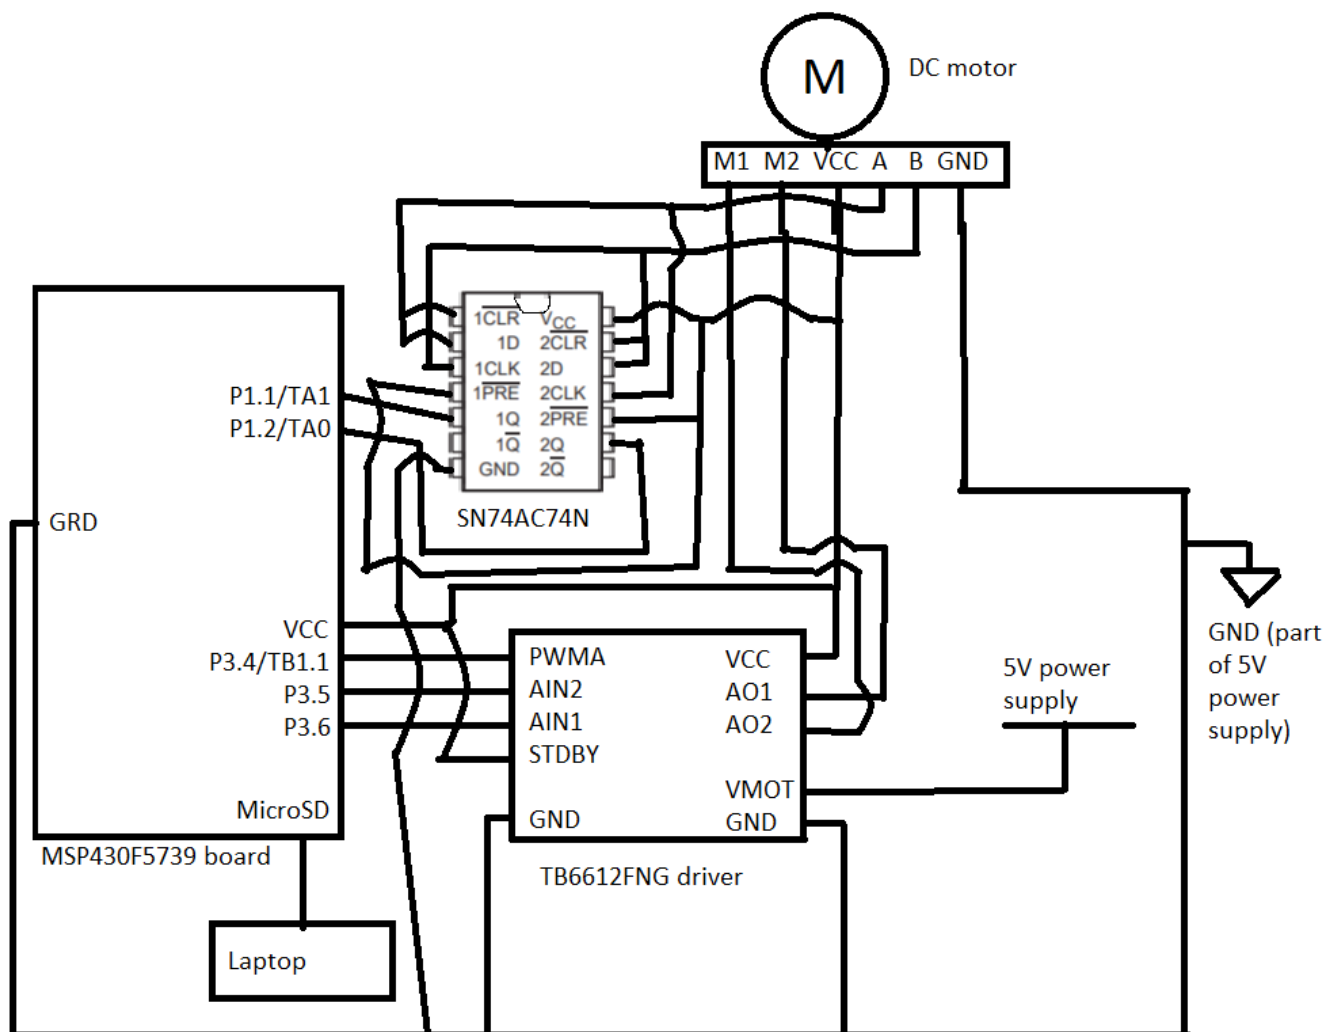 M
DC motor
M1 M2 VCC A B GND
1CLR VCC
1D 2CLR
1CLK 2D
1PRE 2CLK
1Q 2PRE
1Q 2Q
GND 2Q
SN74AC74N
P1.1/TA1
P1.2/TA0
GRD
VCC
P3.4/TB1.1
P3.5
P3.6
MicroSD
MSP430F5739 board
Laptop
PWMA VCC
AIN2 AO1
AIN1 AO2
STDBY
VMOT
GND GND
TB6612FNG driver
5V power
supply
GND (part
of 5V
power
supply)